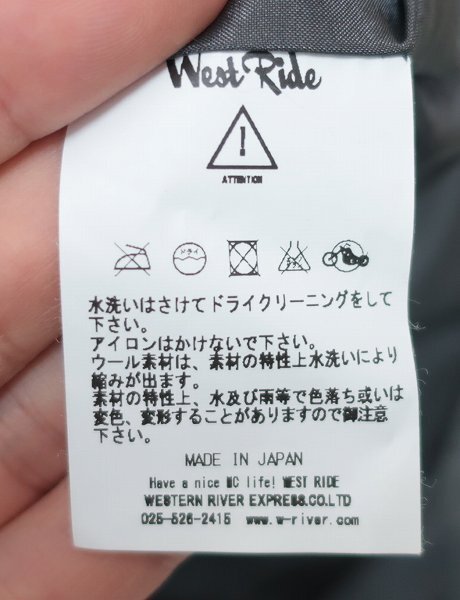 West Ride
!
ATTENTION
ドライ
水洗いはさけてドライクリーニングをして
下さい。
アイロンはかけないで下さい。
ウール素材は、素材の特性上水洗いにより
縮みが出ます。
素材の特性上、水及び雨等で色落ち或いは
変色、変形することがありますので御注意
下さい。
MADE IN JAPAN
Have a nice MC life! WEST RIDE
WESTERN RIVER EXPRESS.CO.LTD
025-526-2415 www.w-river.com